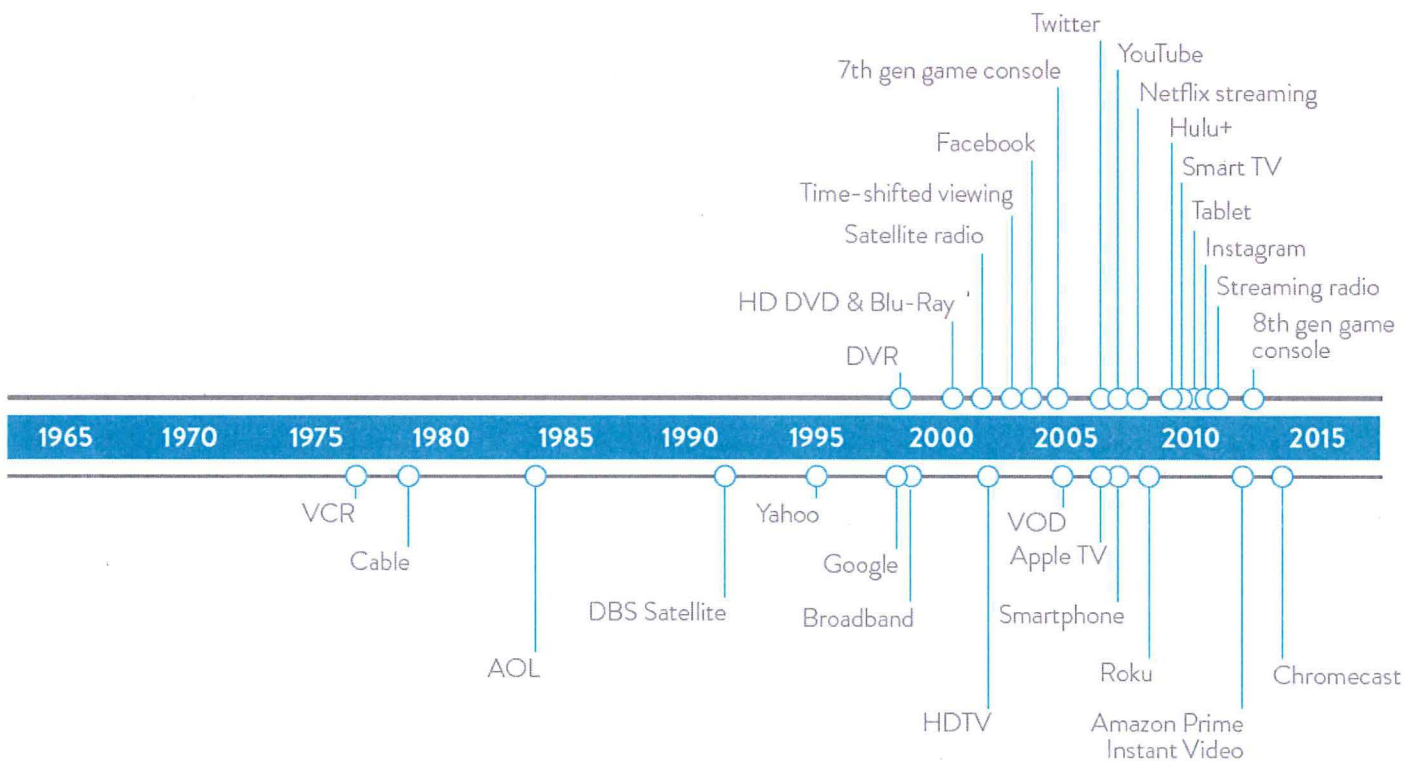 Twitter
YouTube
7th gen game console
Netflix streaming
Hulu+
Facebook
Smart TV
Time-shifted viewing
Tablet
Satellite radio
Instagram
Streaming radio
HD DVD & Blu-Ray
8th gen game
console
DVR
1965 1970 1975 1980 1985 1990 1995 2000 2005 2010 2015
VCR
Yahoo
VOD
Cable
Google
Apple TV
DBS Satellite
Broadband
Smartphone
AOL
Roku
Chromecast
HDTV
Amazon Prime
Instant Video